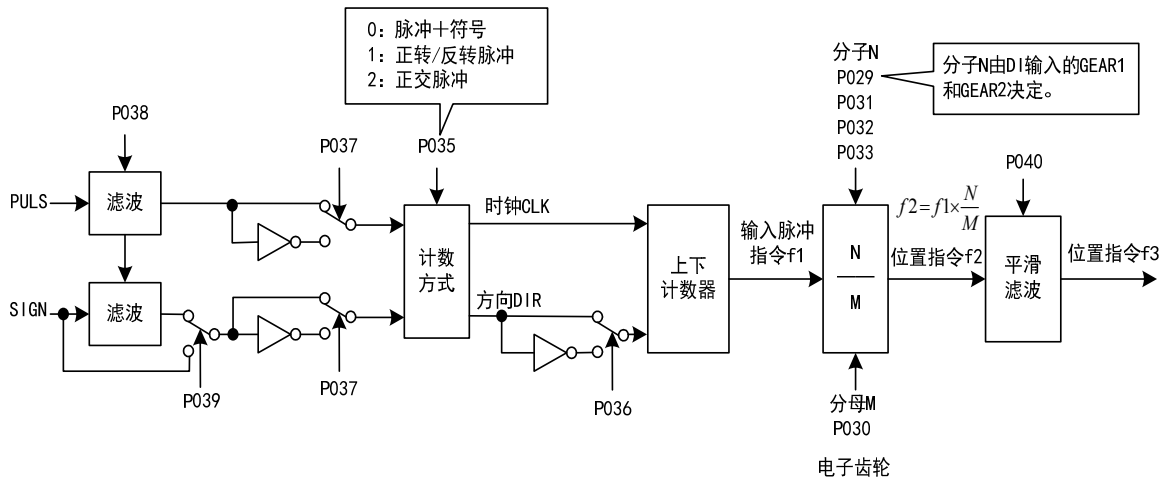 0: 脉冲＋符号
1: 正转/反转脉冲
2: 正交脉冲
分子N
P029
P031
P032
P033
分子N由DI输入的GEAR1
和GEAR2决定。
P038
P037
P035
P040
PULS
滤波
时钟CLK
计数
方式
上下
计数器
输入脉冲
指令f1
N
M
f2=f1×N/M
位置指令f2
平滑
滤波
位置指令f3
SIGN
滤波
方向DIR
P039
P037
P036
分母M
P030
电子齿轮